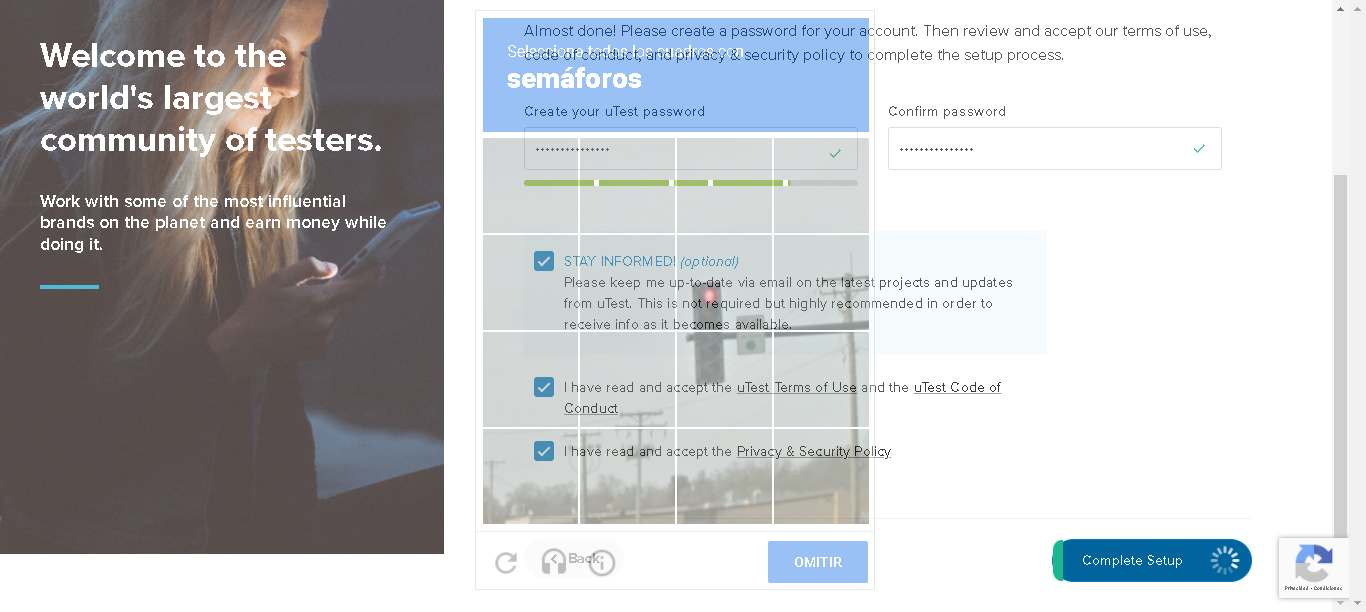 Welcome to the
world's largest
community of testers.
Work with some of the most influential
brands on the planet and earn money while
doing it.
Almost done! Please create a password for your account. Then review and accept our terms of use,
code of conduct, and privacy & security policy to complete the setup process.
Selecciona todos los cuadros con
semáforos
Create your uTest password
Confirm password
STAY INFORMED! (optional)
Please keep me up-to-date via email on the latest projects and updates
from uTest. This is not required but highly recommended in order to
receive info as it becomes available.
I have read and accept the uTest Terms of Use and the uTest Code of
Conduct
I have read and accept the Privacy & Security Policy
Back
OMITIR
Complete Setup
Privacidad - Condiciones